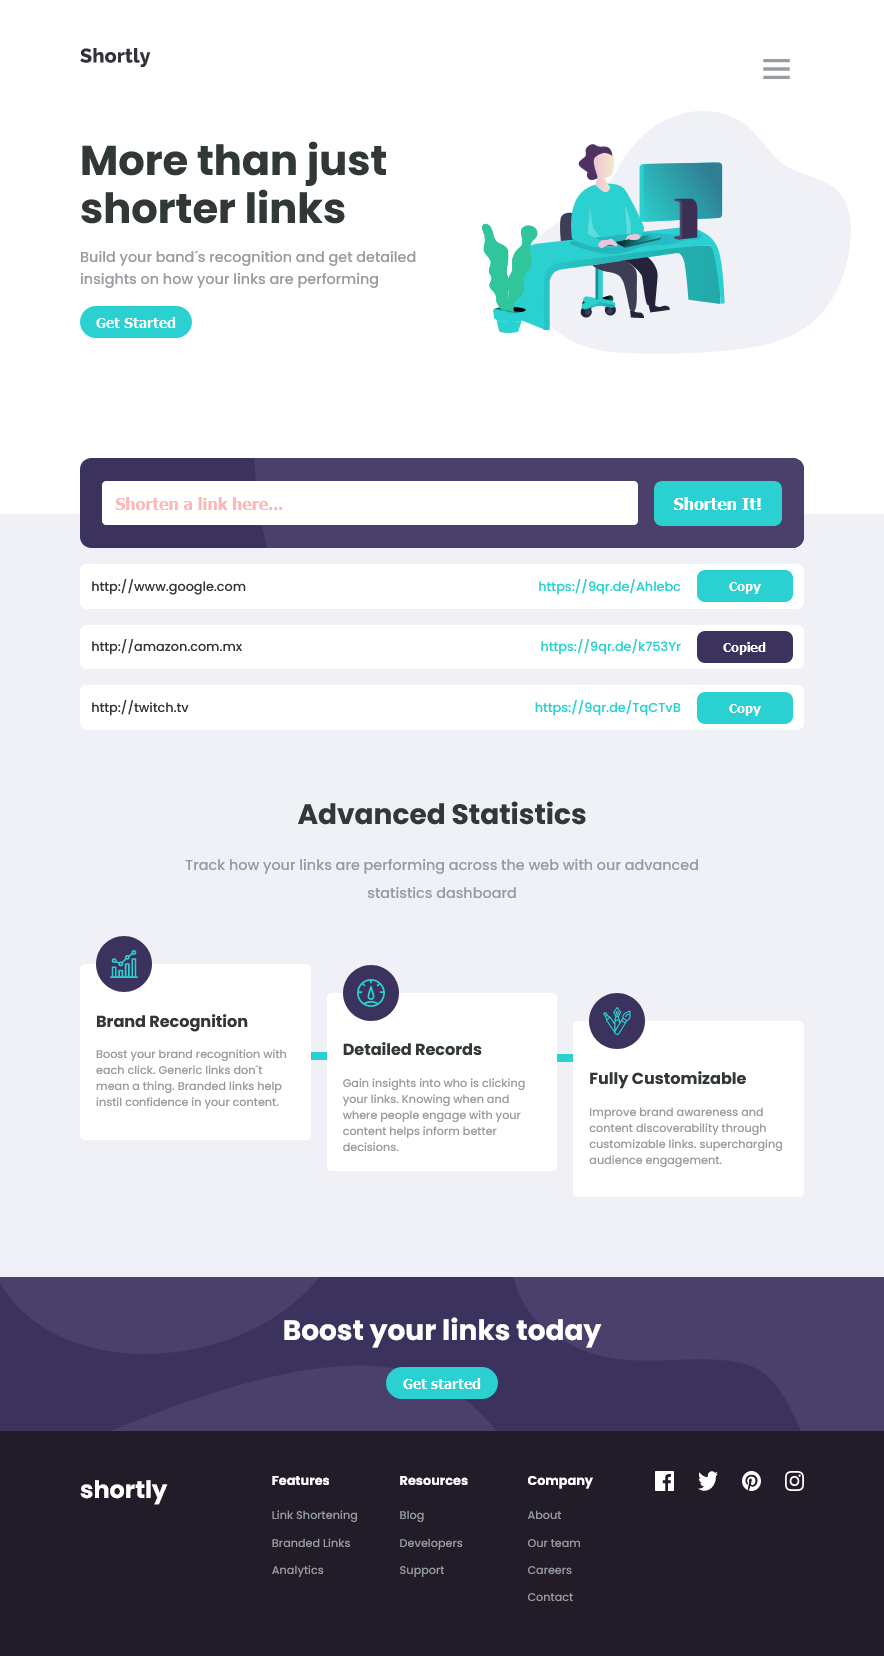 Shortly
More than just
shorter links
Build your band´s recognition and get detailed
insights on how your links are performing
Get Started
Shorten a link here...
Shorten It!
http://www.google.com
https://9qr.de/Ahlebc
Copy
http://amazon.com.mx
https://9qr.de/k753Yr
Copied
http://twitch.tv
https://9qr.de/TqCTvB
Copy
Advanced Statistics
Track how your links are performing across the web with our advanced
statistics dashboard
Brand Recognition
Boost your brand recognition with
each click. Generic links don´t
mean a thing. Branded links help
instil confidence in your content.
Detailed Records
Gain insights into who is clicking
your links. Knowing when and
where people engage with your
content helps inform better
decisions.
Fully Customizable
Improve brand awareness and
content discoverability through
customizable links. supercharging
audience engagement.
Boost your links today
Get started
shortly
Features
Link Shortening
Branded Links
Analytics
Resources
Blog
Developers
Support
Company
About
Our team
Careers
Contact